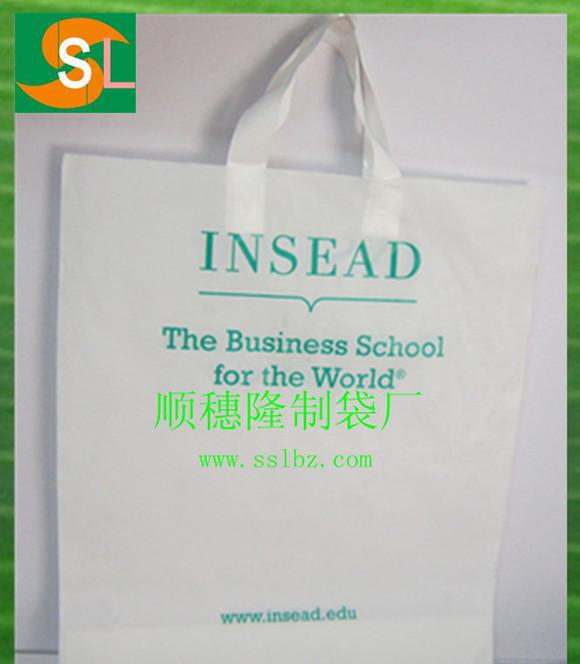 SL
INSEAD
The Business School
for the World®
顺穗隆制袋厂
www.sslbz.com
www.insead.edu